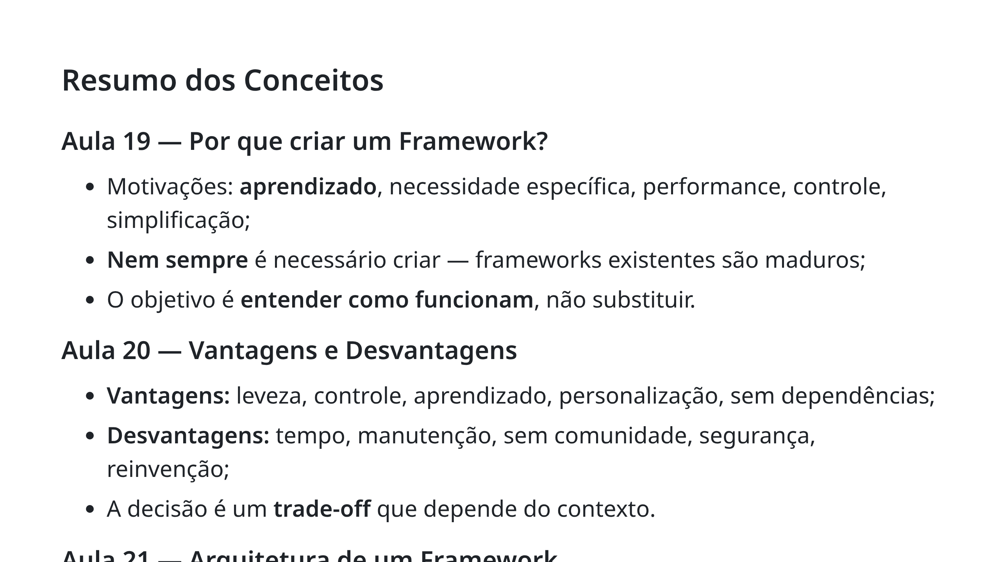 Resumo dos Conceitos
Aula 19 — Por que criar um Framework?
Motivações: aprendizado, necessidade específica, performance, controle,
simplificação;
Nem sempre é necessário criar — frameworks existentes são maduros;
O objetivo é entender como funcionam, não substituir.
Aula 20 — Vantagens e Desvantagens
Vantagens: leveza, controle, aprendizado, personalização, sem dependências;
Desvantagens: tempo, manutenção, sem comunidade, segurança,
reinvenção;
A decisão é um trade-off que depende do contexto.
Aula 21 — Arquitetura de um Framework